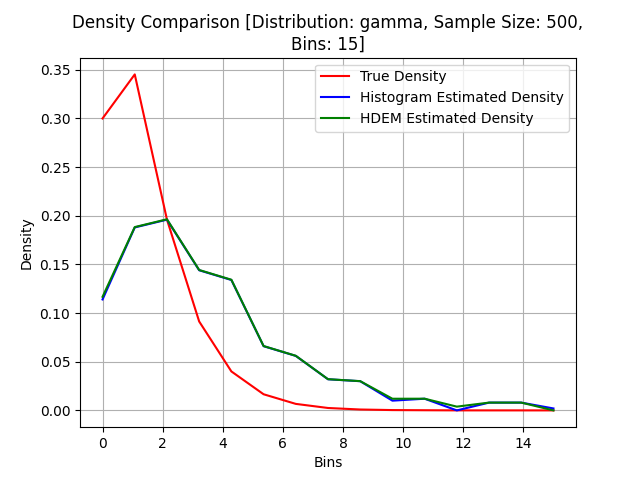 Density Comparison [Distribution: gamma, Sample Size: 500,
Bins: 15]
True Density
Histogram Estimated Density
HDEM Estimated Density
Density
0.35
0.30
0.25
0.20
0.15
0.10
0.05
0.00
0 2 4 6 8 10 12 14
Bins